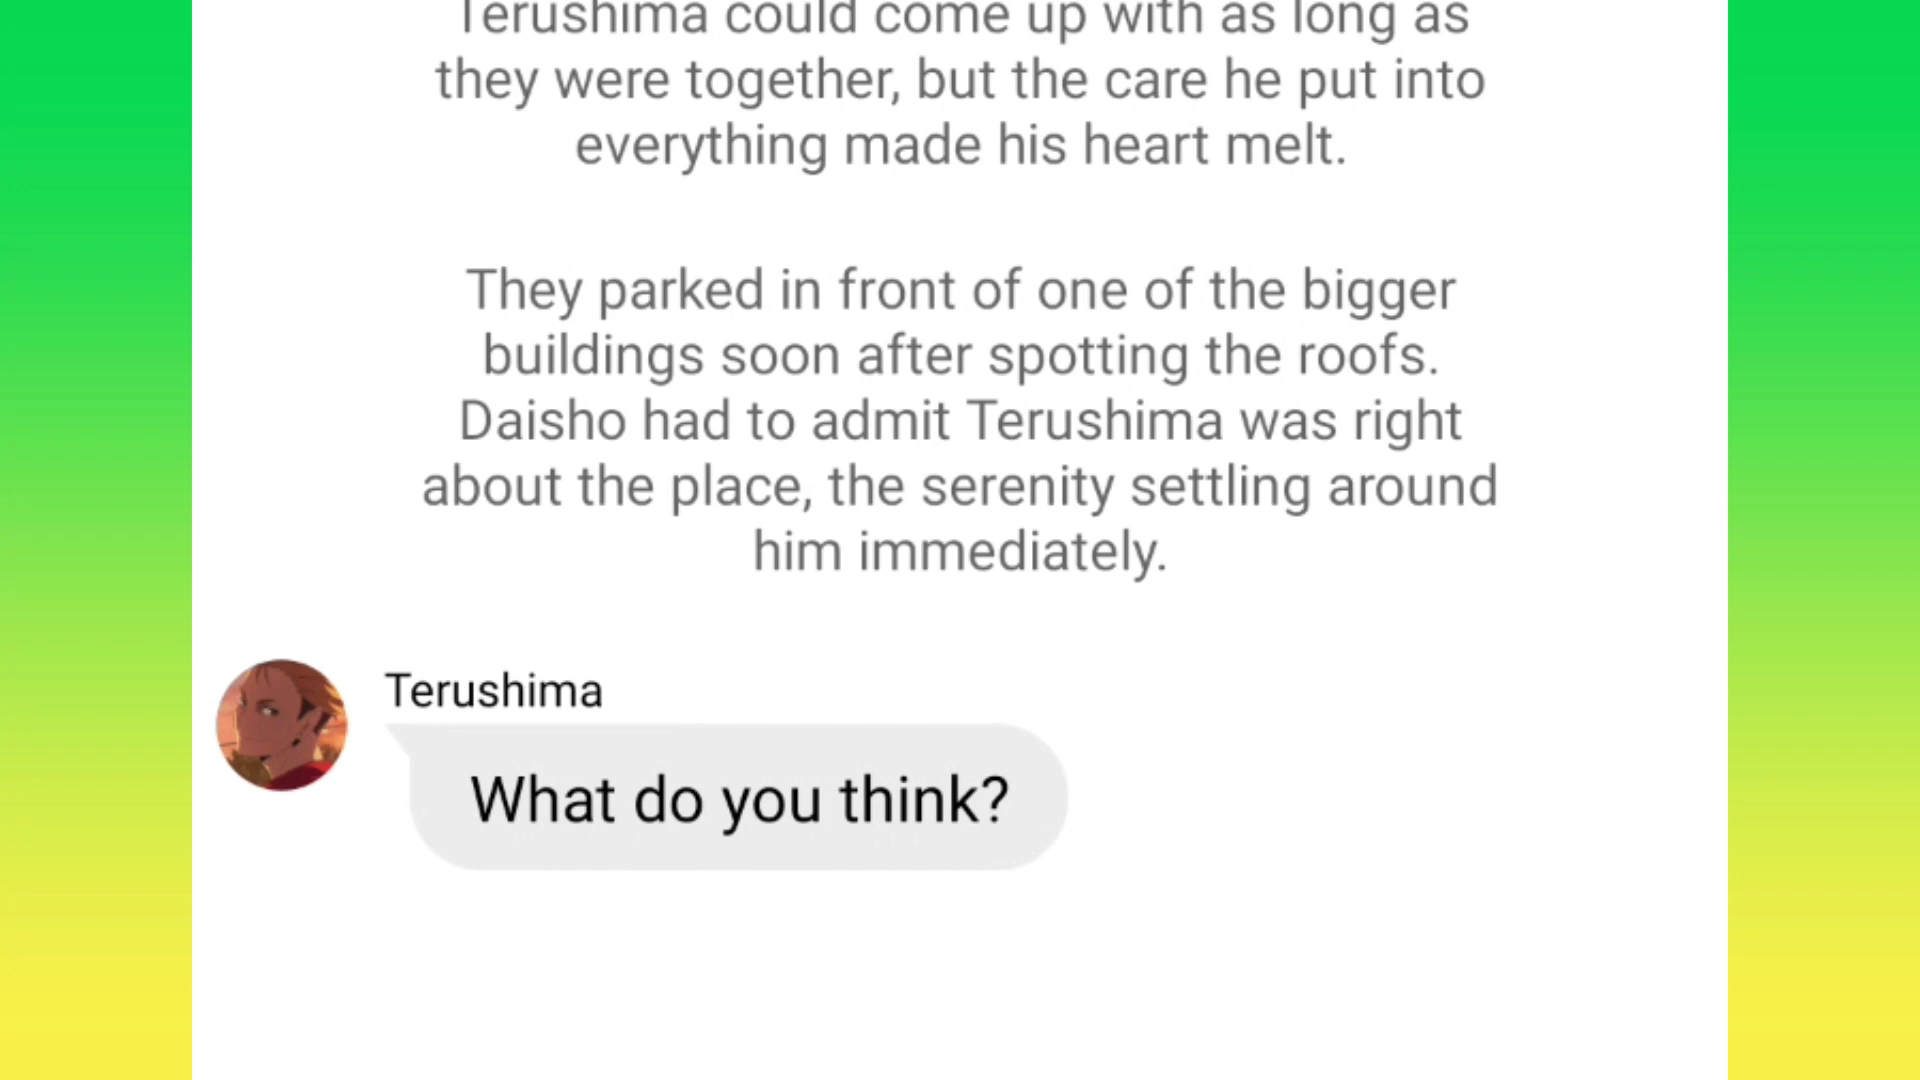 Terushima could come up with as long as
they were together, but the care he put into
everything made his heart melt.
They parked in front of one of the bigger
buildings soon after spotting the roofs.
Daisho had to admit Terushima was right
about the place, the serenity settling around
him immediately.
Terushima
What do you think?